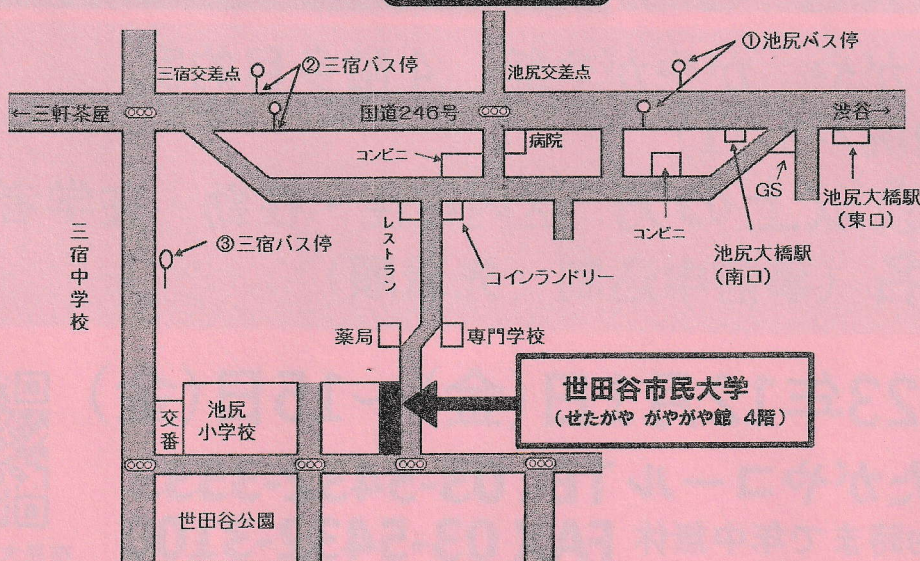 ①池尻バス停
②三宿バス停
三宿交差点
池尻交差点
←三軒茶屋
国道246号
渋谷→
病院
コンビニ
GS
池尻大橋駅
(東口)
コンビニ
池尻大橋駅
(南口)
三宿中学校
③三宿バス停
レストラン
コインランドリー
薬局
専門学校
世田谷市民大学
(せたがや がやがや館 4階)
交番
池尻
小学校
世田谷公園